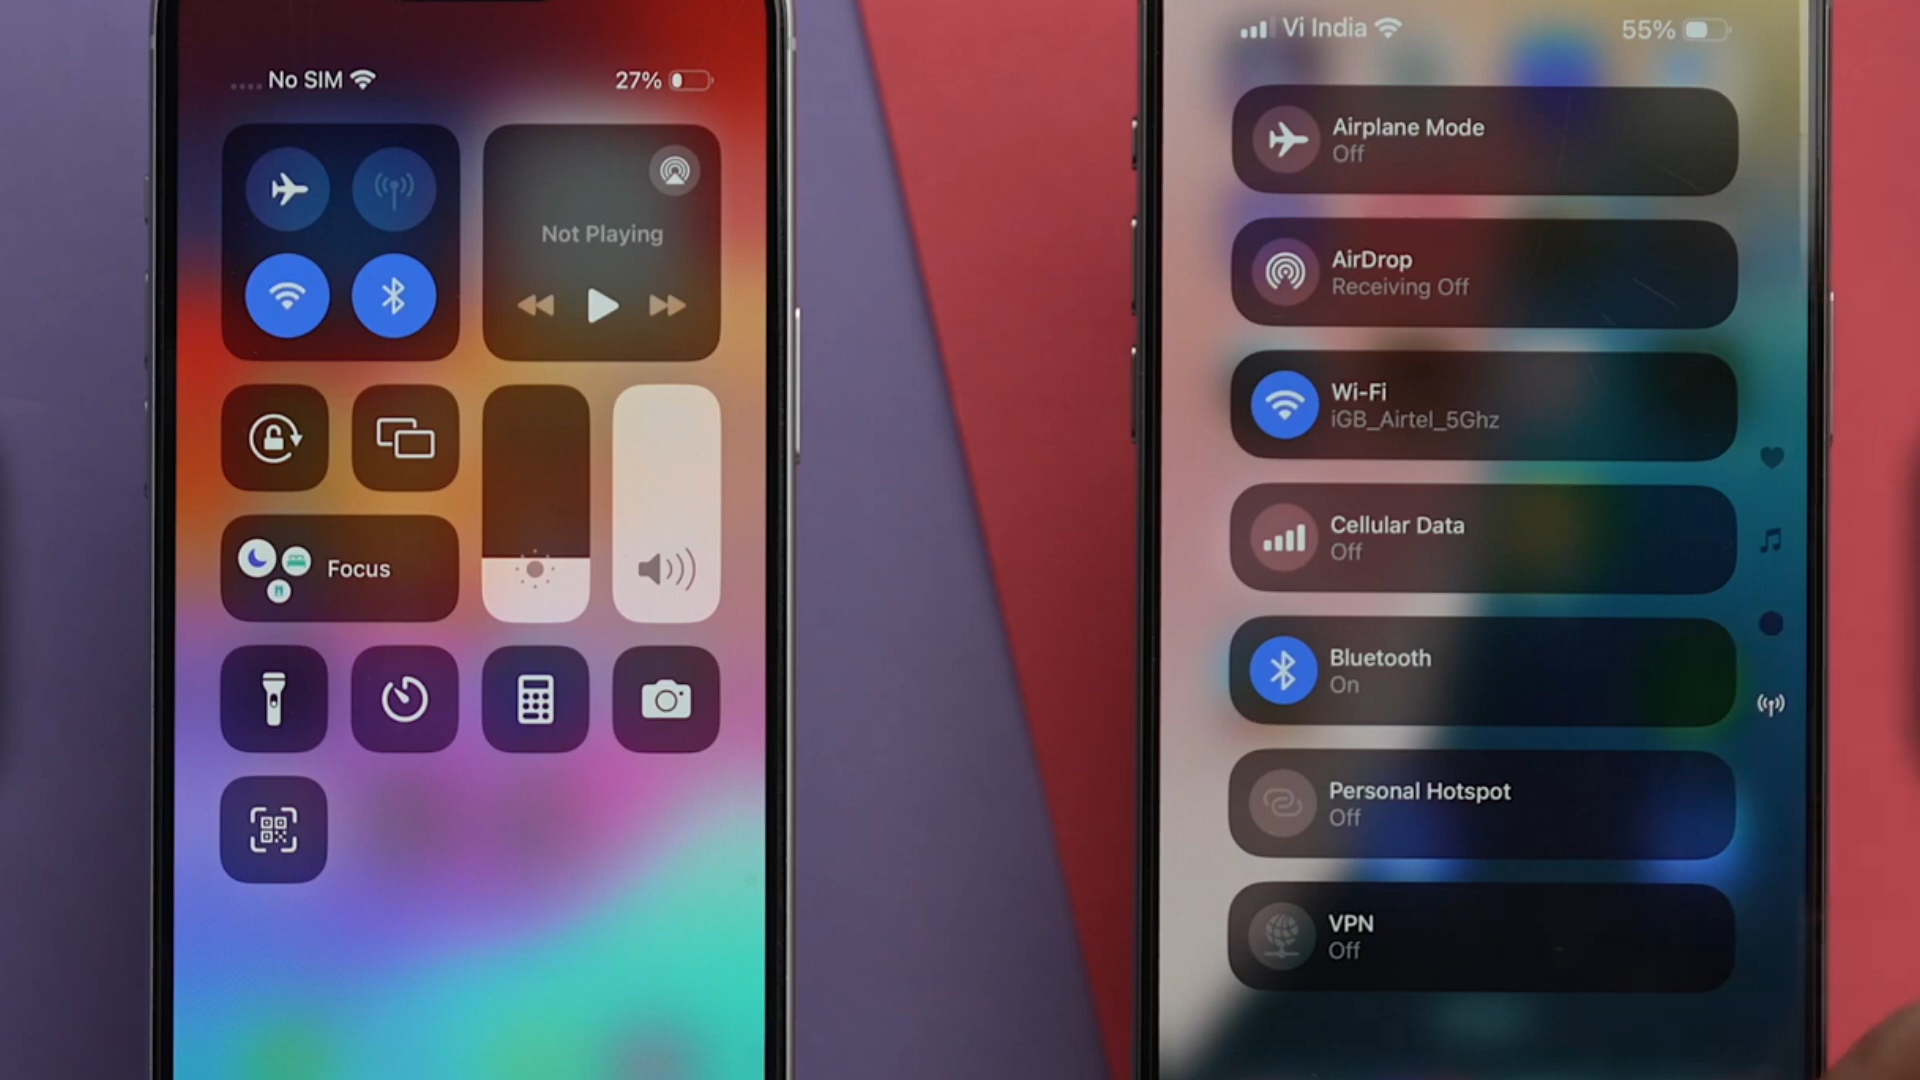 No SIM
27%
Not Playing
Focus
Vi India
55%
Airplane Mode
Off
AirDrop
Receiving Off
Wi-Fi
iGB_Airtel_5Ghz
Cellular Data
Off
Bluetooth
On
Personal Hotspot
Off
VPN
Off